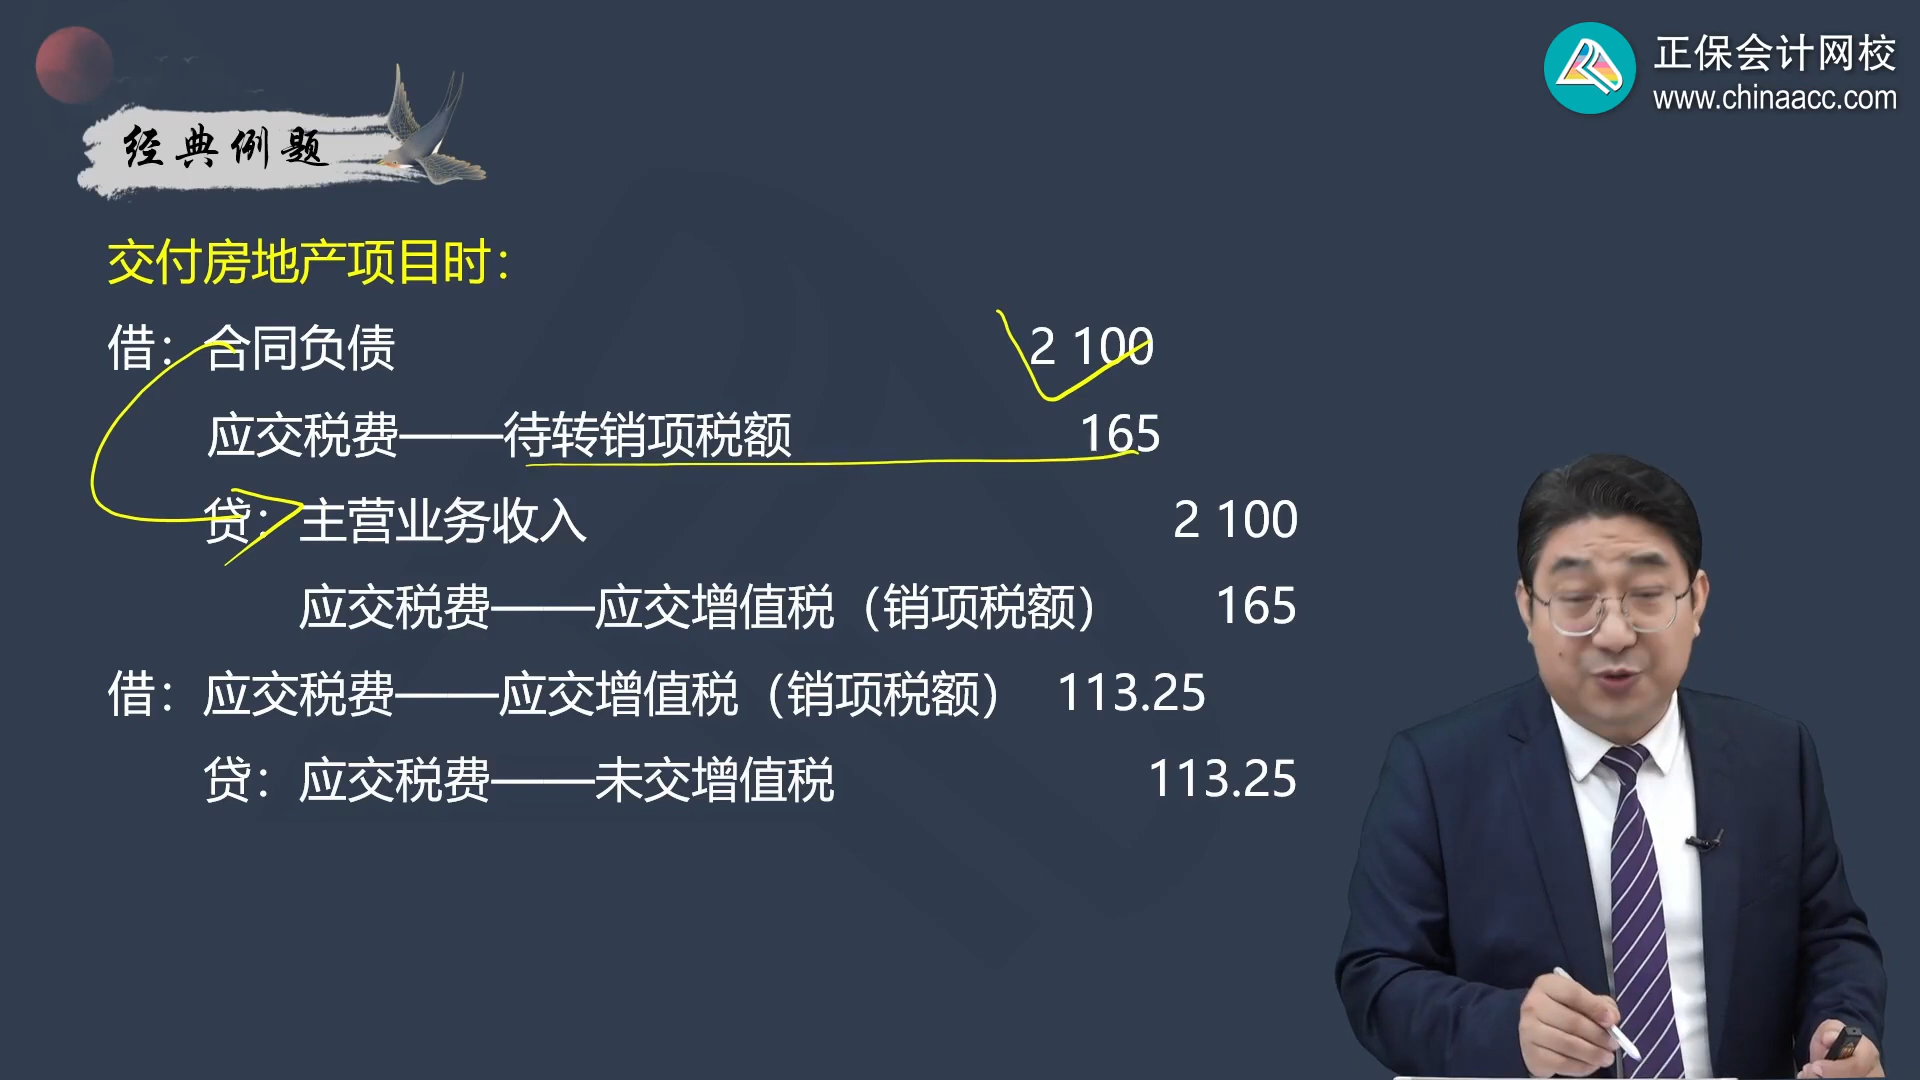 正保会计网校
www.chinaacc.com
经典例题
交付房地产项目时：
借：合同负债 2 100
应交税费——待转销项税额 165
贷：主营业务收入 2 100
应交税费——应交增值税（销项税额） 165
借：应交税费——应交增值税（销项税额） 113.25
贷：应交税费——未交增值税 113.25